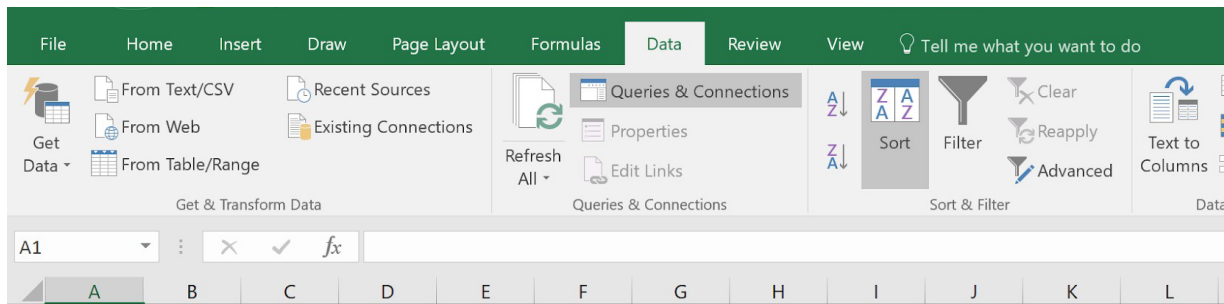 File Home Insert Draw Page Layout Formulas Data Review View Tell me what you want to do
From Text/CSV
From Web
From Table/Range
Recent Sources
Existing Connections
Get
Data
Get & Transform Data
Refresh
All
Queries & Connections
Properties
Edit Links
Queries & Connections
A
Z
Z
A
Z A
A Z
Sort
Filter
Clear
Reapply
Advanced
Sort & Filter
Text to
Columns
Data
A1
fx
A B C D E F G H I J K L